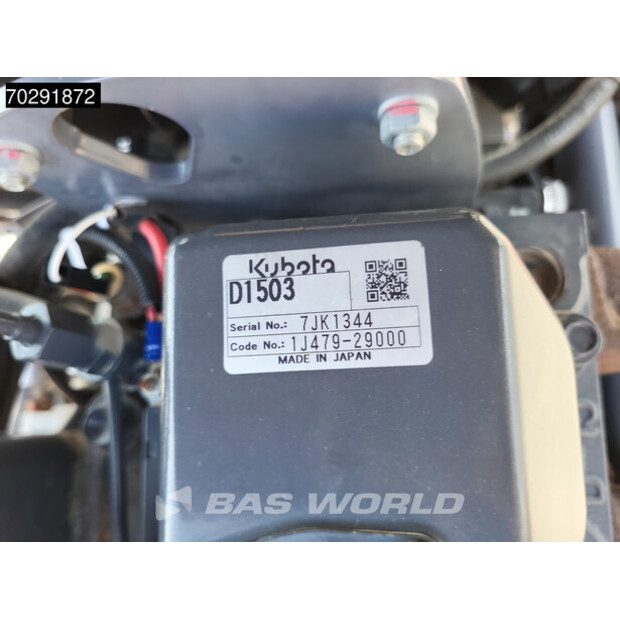 70291872
Kubota
D1503
Serial No.: 7JK1344
Code No.: 1J479-29000
MADE IN JAPAN
BAS WORLD